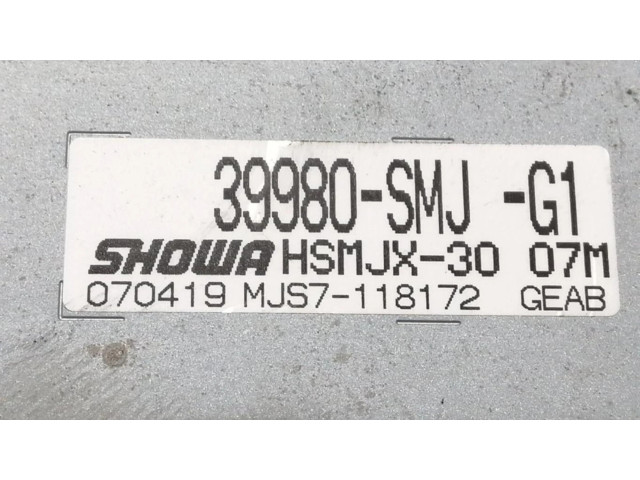 39980-SMJ -G1
SHOWA HSMJX-30 07M
070419 MJS7-118172 GEAB